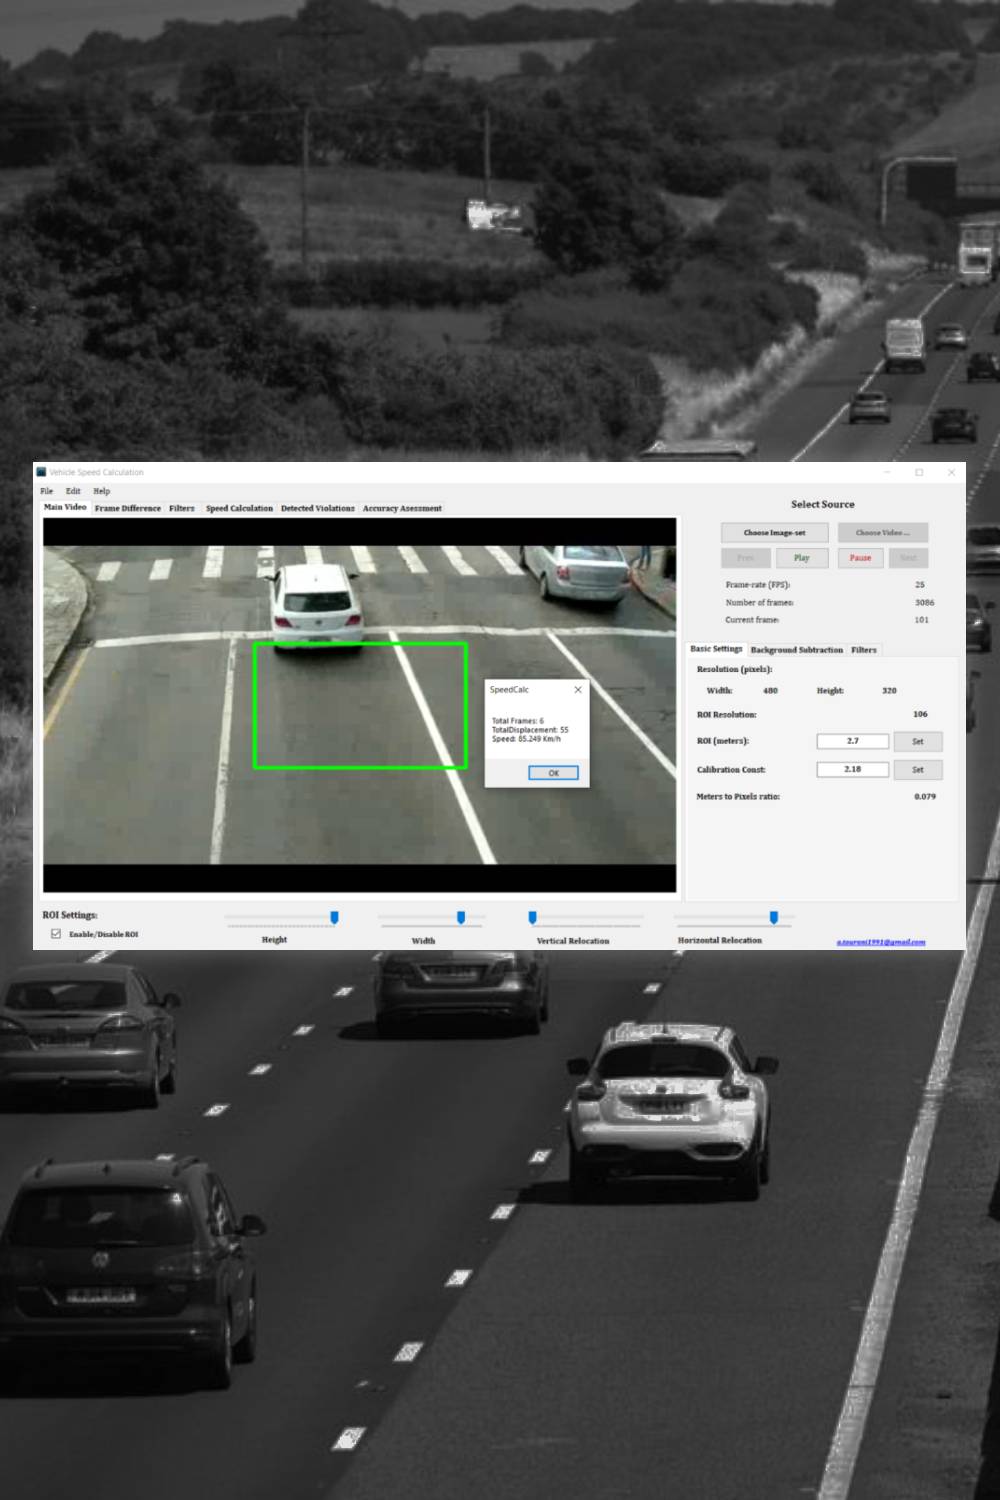 Vehicle Speed Calculation
File Edit Help
Main Video Frame Difference Filters Speed Calculation Detected Violations Accuracy Asessment
Select Source
Choose Image-set Choose Video ...
Prev Play Pause Next
Frame-rate (FPS): 25
Number of frames: 3086
Current frame: 101
Basic Settings Background Subtraction Filters
Resolution (pixels):
Width: 480 Height: 320
ROI Resolution: 106
ROI (meters): 2.7 Set
Calibration Const: 2.18 Set
Meters to Pixels ratio: 0.079
SpeedCalc
Total Frames: 6
TotalDisplacement: 55
Speed: 85.249 Km/h
OK
ROI Settings:
Enable/Disable ROI
Height Width Vertical Relocation Horizontal Relocation
a.tourani1991@gmail.com